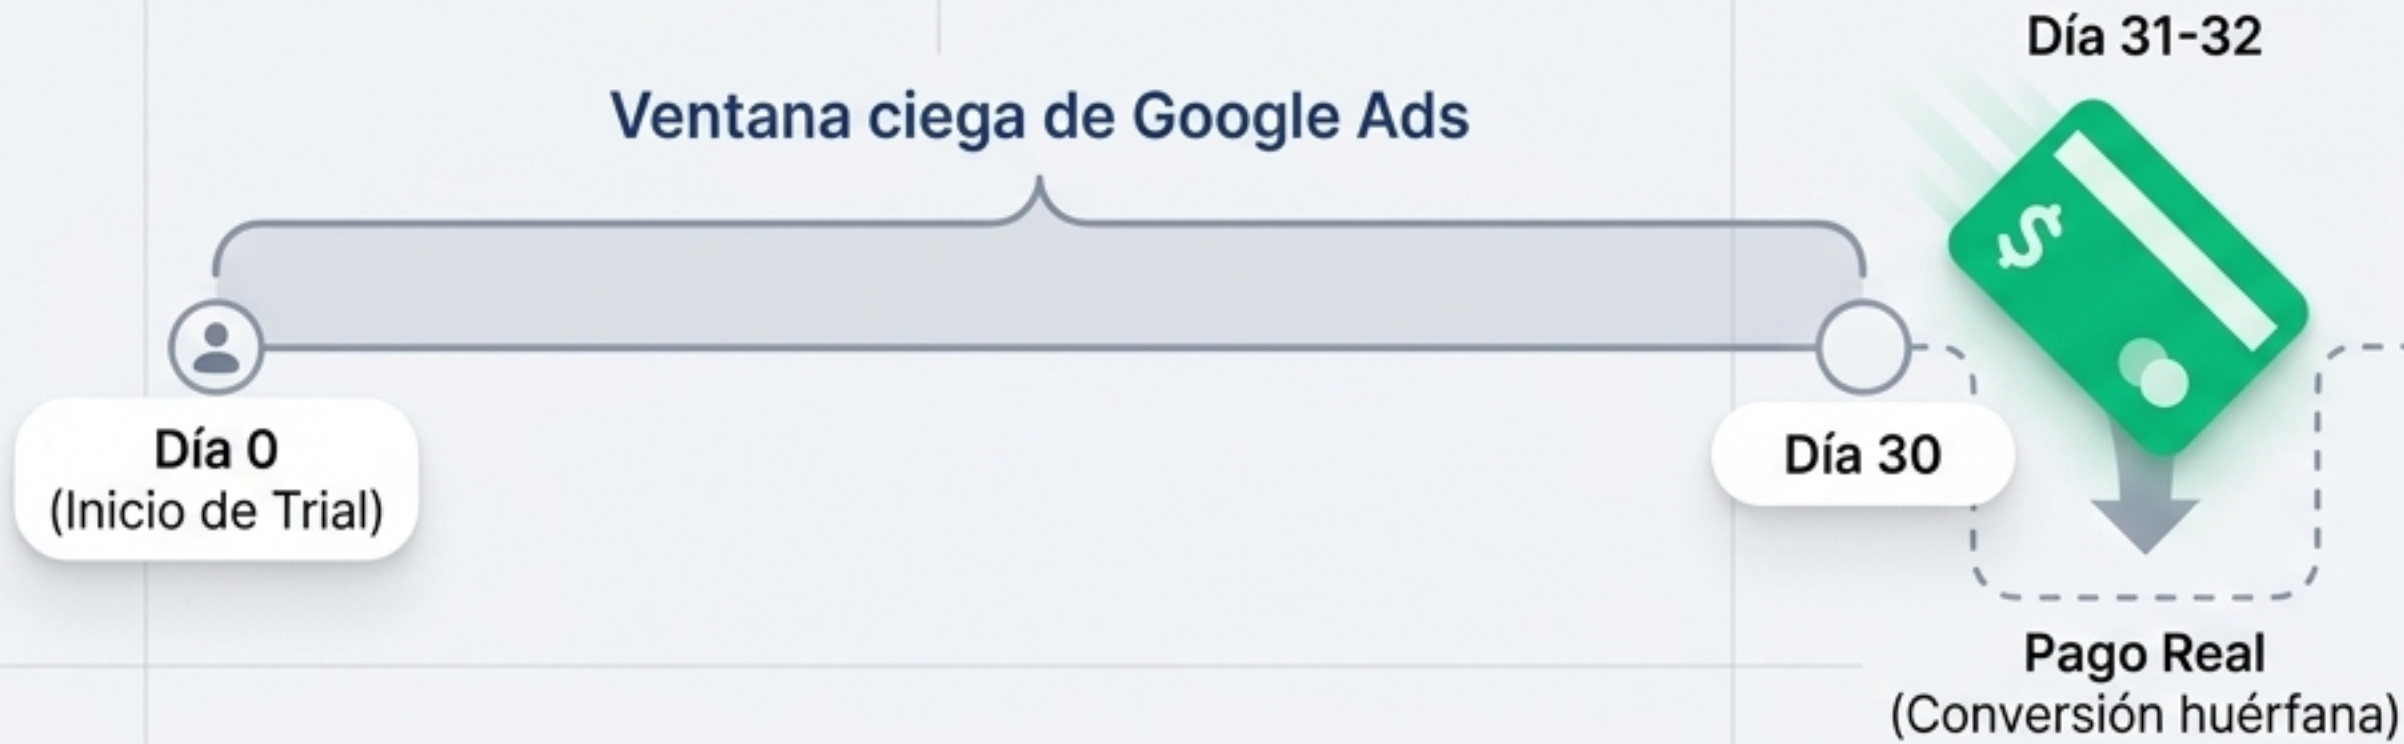 Día 31-32
Ventana ciega de Google Ads
$
Día 0
(Inicio de Trial)
Día 30
Pago Real
(Conversión huérfana)